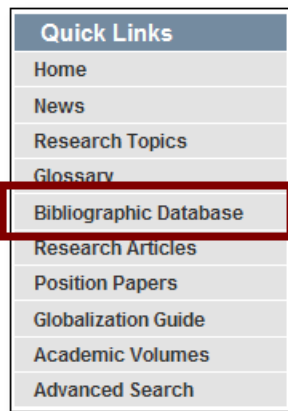 Quick Links
Home
News
Research Topics
Glossary
Bibliographic Database
Research Articles
Position Papers
Globalization Guide
Academic Volumes
Advanced Search